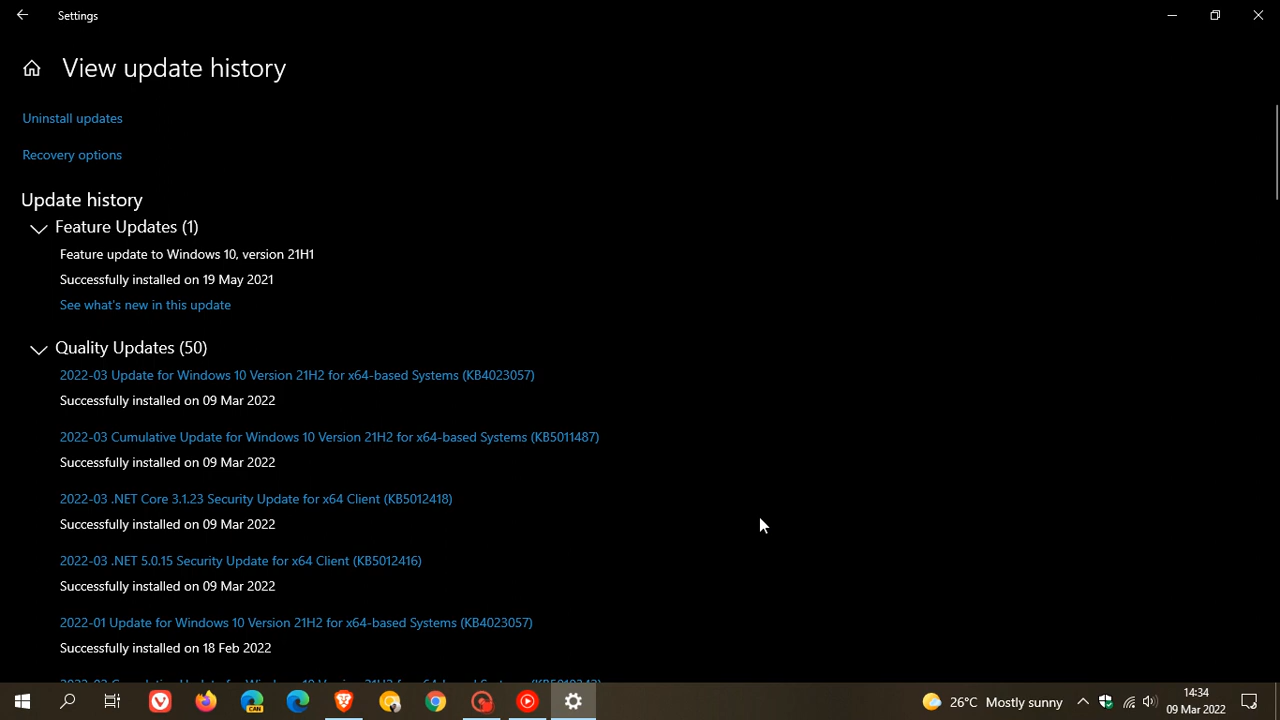 Settings
View update history
Uninstall updates
Recovery options
Update history
Feature Updates (1)
Feature update to Windows 10, version 21H1
Successfully installed on 19 May 2021
See what's new in this update
Quality Updates (50)
2022-03 Update for Windows 10 Version 21H2 for x64-based Systems (KB4023057)
Successfully installed on 09 Mar 2022
2022-03 Cumulative Update for Windows 10 Version 21H2 for x64-based Systems (KB5011487)
Successfully installed on 09 Mar 2022
2022-03 .NET Core 3.1.23 Security Update for x64 Client (KB5012418)
Successfully installed on 09 Mar 2022
2022-03 .NET 5.0.15 Security Update for x64 Client (KB5012416)
Successfully installed on 09 Mar 2022
2022-01 Update for Windows 10 Version 21H2 for x64-based Systems (KB4023057)
Successfully installed on 18 Feb 2022
CAN
26°C Mostly sunny
14:34
09 Mar 2022